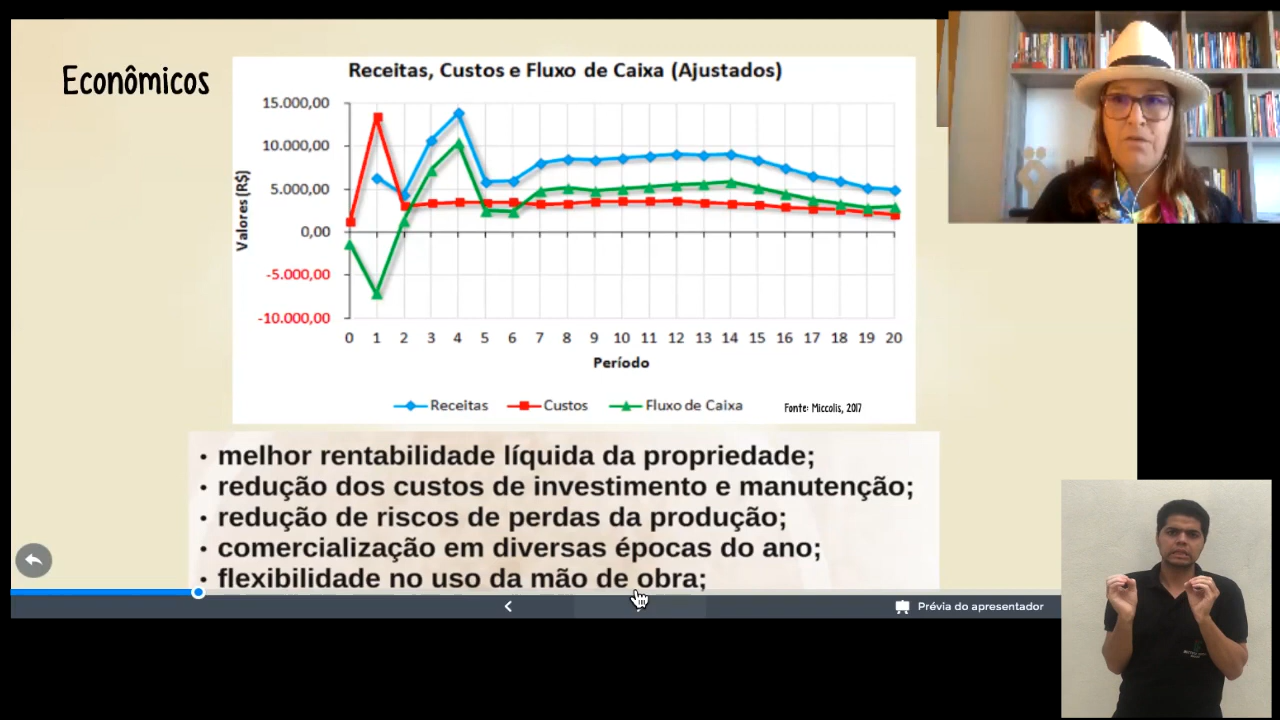 Econômicos
Receitas, Custos e Fluxo de Caixa (Ajustados)
Valores (R$)
15.000,00
10.000,00
5.000,00
0,00
-5.000,00
-10.000,00
0 1 2 3 4 5 6 7 8 9 10 11 12 13 14 15 16 17 18 19 20
Período
Receitas Custos Fluxo de Caixa
Fonte: Miccolis, 2017
• melhor rentabilidade líquida da propriedade;
• redução dos custos de investimento e manutenção;
• redução de riscos de perdas da produção;
• comercialização em diversas épocas do ano;
• flexibilidade no uso da mão de obra;
Prévia do apresentador